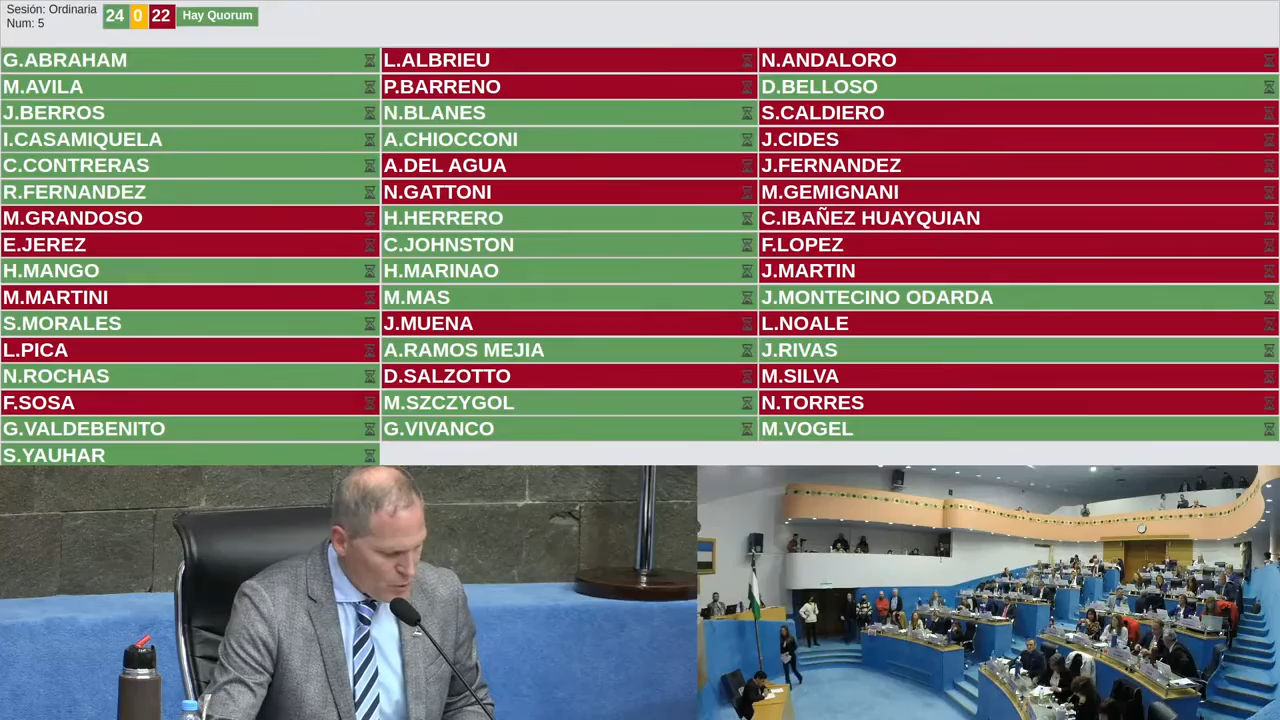 Sesión: Ordinaria
Num: 5
24 0 22 Hay Quorum
G.ABRAHAM L.ALBRIEU N.ANDALORO
M.AVILA P.BARRENO D.BELLOSO
J.BERROS N.BLANES S.CALDIERO
I.CASAMIQUELA A.CHIOCCONI J.CIDES
C.CONTRERAS A.DEL AGUA J.FERNANDEZ
R.FERNANDEZ N.GATTONI M.GEMIGNANI
M.GRANDOSO H.HERRERO C.IBAÑEZ HUAYQUIAN
E.JEREZ C.JOHNSTON F.LOPEZ
H.MANGO H.MARINAO J.MARTIN
M.MARTINI M.MAS J.MONTECINO ODARDA
S.MORALES J.MUENA L.NOALE
L.PICA A.RAMOS MEJIA J.RIVAS
N.ROCHAS D.SALZOTTO M.SILVA
F.SOSA M.SZCZYGOL N.TORRES
G.VALDEBENITO G.VIVANCO M.VOGEL
S.YAUHAR